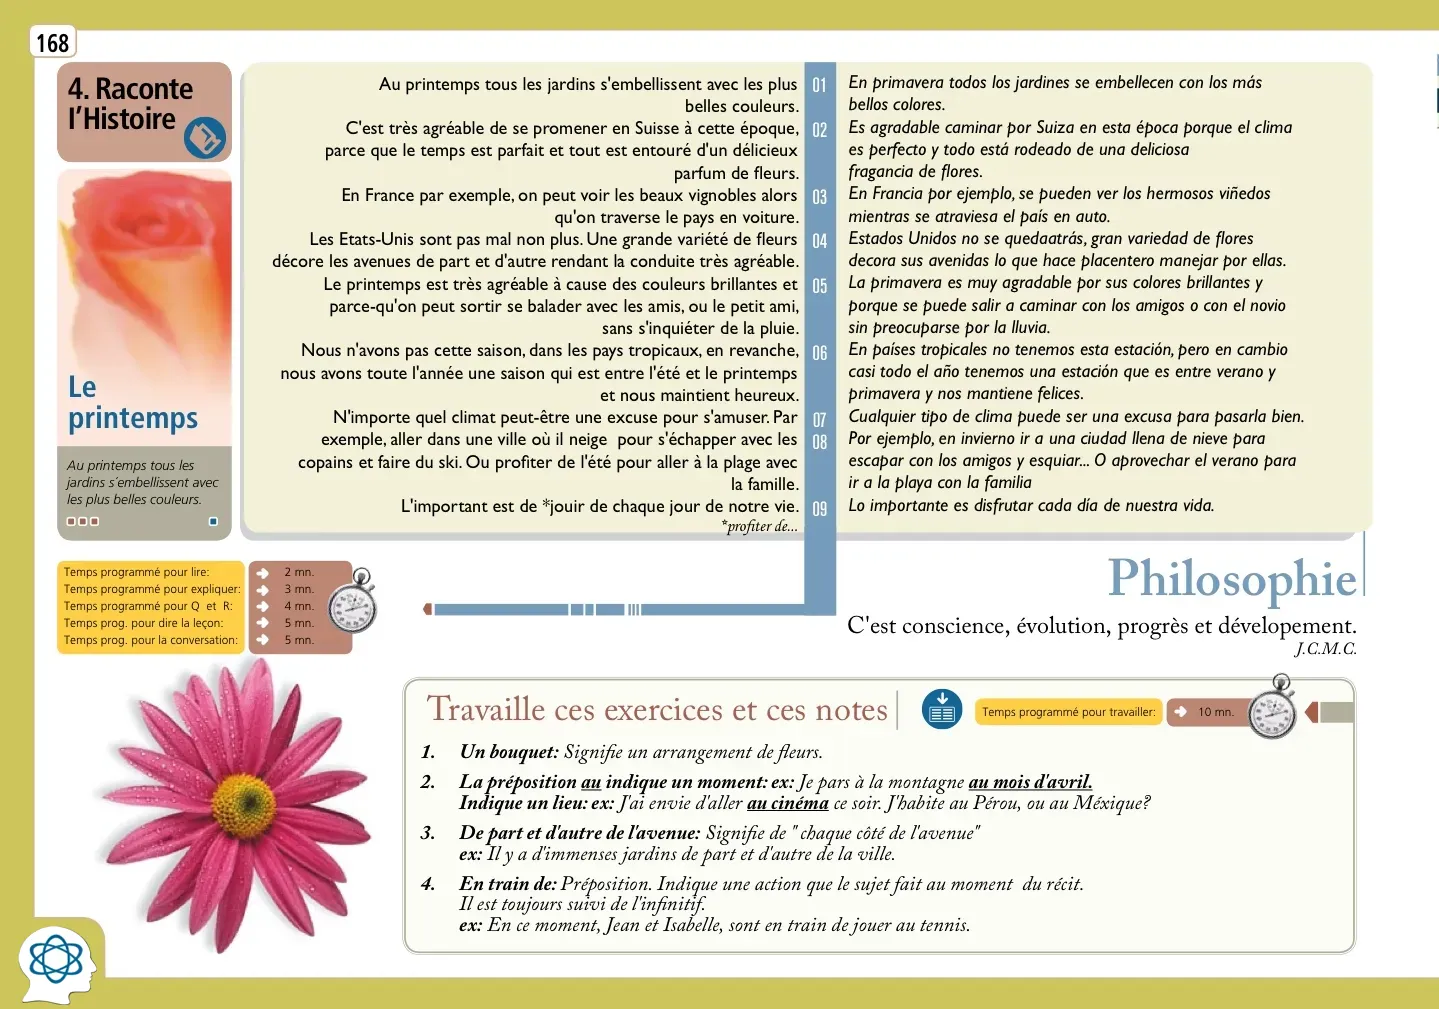 168
4. Raconte
l'Histoire
Le
printemps
Au printemps tous les
jardins s´embellissent avec
les plus belles couleurs.
Au printemps tous les jardins s'embellissent avec les plus
belles couleurs.
C'est très agréable de se promener en Suisse à cette époque,
parce que le temps est parfait et tout est entouré d'un délicieux
parfum de fleurs.
En France par exemple, on peut voir les beaux vignobles alors
qu'on traverse le pays en voiture.
Les Etats-Unis sont pas mal non plus. Une grande variété de fleurs
décore les avenues de part et d'autre rendant la conduite très agréable.
Le printemps est très agréable à cause des couleurs brillantes et
parce-qu'on peut sortir se balader avec les amis, ou le petit ami,
sans s'inquiéter de la pluie.
Nous n'avons pas cette saison, dans les pays tropicaux, en revanche,
nous avons toute l'année une saison qui est entre l'été et le printemps
et nous maintient heureux.
N'importe quel climat peut-être une excuse pour s'amuser. Par
exemple, aller dans une ville où il neige pour s'échapper avec les
copains et faire du ski. Ou profiter de l'été pour aller à la plage avec
la famille.
L'important est de *jouir de chaque jour de notre vie.
*profiter de...
01
02
03
04
05
06
07
08
09
En primavera todos los jardines se embellecen con los más
bellos colores.
Es agradable caminar por Suiza en esta época porque el clima
es perfecto y todo está rodeado de una deliciosa
fragancia de flores.
En Francia por ejemplo, se pueden ver los hermosos viñedos
mientras se atraviesa el país en auto.
Estados Unidos no se quedaatrás, gran variedad de flores
decora sus avenidas lo que hace placentero manejar por ellas.
La primavera es muy agradable por sus colores brillantes y
porque se puede salir a caminar con los amigos o con el novio
sin preocuparse por la lluvia.
En países tropicales no tenemos esta estación, pero en cambio
casi todo el año tenemos una estación que es entre verano y
primavera y nos mantiene felices.
Cualquier tipo de clima puede ser una excusa para pasarla bien.
Por ejemplo, en invierno ir a una ciudad llena de nieve para
escapar con los amigos y esquiar... O aprovechar el verano para
ir a la playa con la familia
Lo importante es disfrutar cada día de nuestra vida.
Temps programmé pour lire: 2 mn.
Temps programmé pour expliquer: 3 mn.
Temps programmé pour Q et R: 4 mn.
Temps prog. pour dire la leçon: 5 mn.
Temps prog. pour la conversation: 5 mn.
Philosophie
C'est conscience, évolution, progrès et dévelopement.
J.C.M.C.
Travaille ces exercices et ces notes
Temps programmé pour travailler: 10 mn.
1. Un bouquet: Signifie un arrangement de fleurs.
2. La préposition au indique un moment: ex: Je pars à la montagne au mois d'avril.
Indique un lieu: ex: J'ai envie d'aller au cinéma ce soir. J'habite au Pérou, ou au Méxique?
3. De part et d'autre de l'avenue: Signifie de " chaque côté de l'avenue"
ex: Il y a d'immenses jardins de part et d'autre de la ville.
4. En train de: Préposition. Indique une action que le sujet fait au moment du récit.
Il est toujours suivi de l'infinitif.
ex: En ce moment, Jean et Isabelle, sont en train de jouer au tennis.